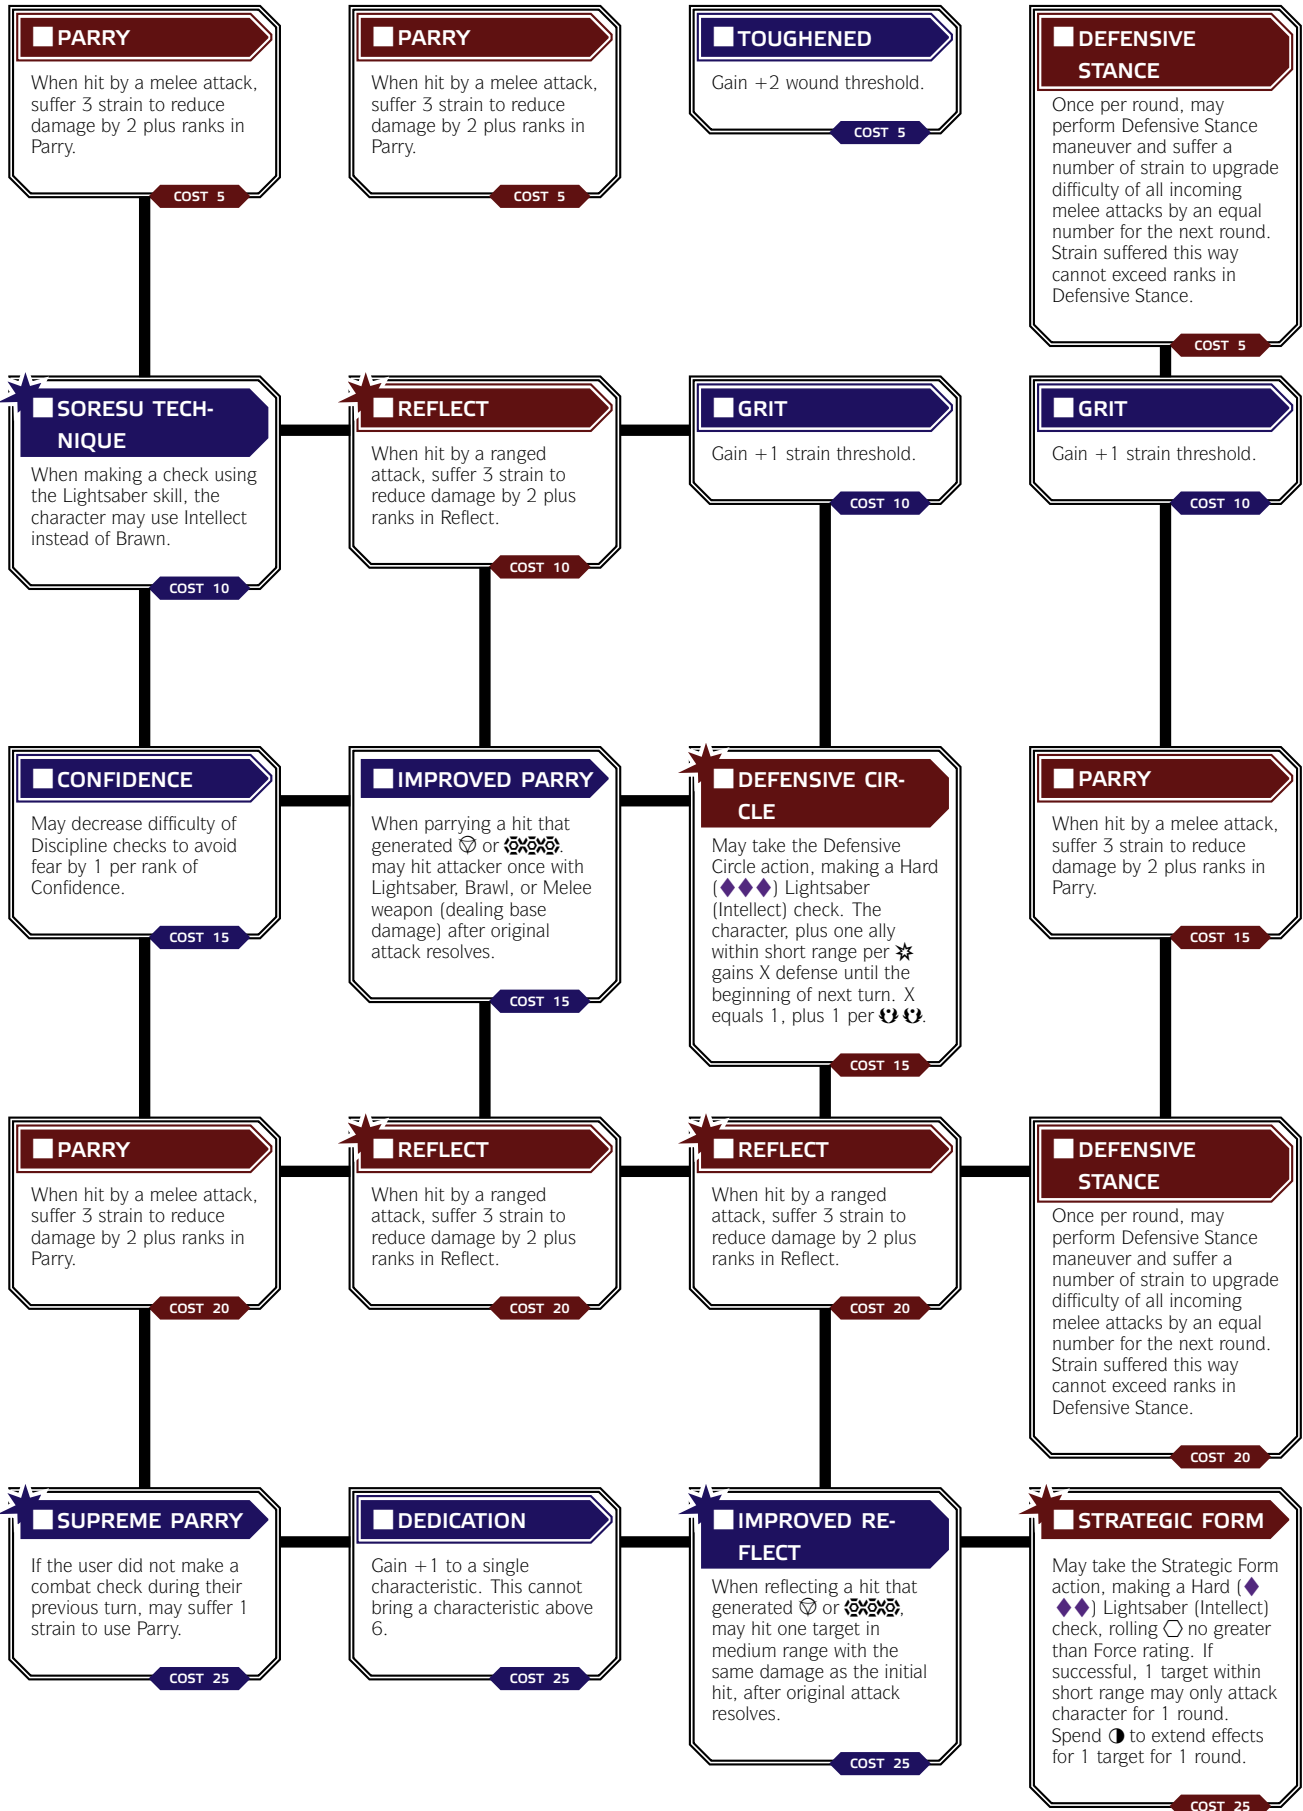 PARRY
When hit by a melee attack,
suffer 3 strain to reduce
damage by 2 plus ranks in
Parry.
COST 5
PARRY
When hit by a melee attack,
suffer 3 strain to reduce
damage by 2 plus ranks in
Parry.
COST 5
TOUGHENED
Gain +2 wound threshold.
COST 5
DEFENSIVE
STANCE
Once per round, may
perform Defensive Stance
maneuver and suffer a
number of strain to upgrade
difficulty of all incoming
melee attacks by an equal
number for the next round.
Strain suffered this way
cannot exceed ranks in
Defensive Stance.
COST 5
SORESU TECH-
NIQUE
When making a check using
the Lightsaber skill, the
character may use Intellect
instead of Brawn.
COST 10
REFLECT
When hit by a ranged
attack, suffer 3 strain to
reduce damage by 2 plus
ranks in Reflect.
COST 10
GRIT
Gain +1 strain threshold.
COST 10
GRIT
Gain +1 strain threshold.
COST 10
CONFIDENCE
May decrease difficulty of
Discipline checks to avoid
fear by 1 per rank of
Confidence.
COST 15
IMPROVED PARRY
When parrying a hit that
generated or .
may hit attacker once with
Lightsaber, Brawl, or Melee
weapon (dealing base
damage) after original
attack resolves.
COST 15
DEFENSIVE CIR-
CLE
May take the Defensive
Circle action, making a Hard
(♦♦♦) Lightsaber
(Intellect) check. The
character, plus one ally
within short range per
gains X defense until the
beginning of next turn. X
equals 1, plus 1 per .
COST 15
PARRY
When hit by a melee attack,
suffer 3 strain to reduce
damage by 2 plus ranks in
Parry.
COST 15
PARRY
When hit by a melee attack,
suffer 3 strain to reduce
damage by 2 plus ranks in
Parry.
COST 20
REFLECT
When hit by a ranged
attack, suffer 3 strain to
reduce damage by 2 plus
ranks in Reflect.
COST 20
REFLECT
When hit by a ranged
attack, suffer 3 strain to
reduce damage by 2 plus
ranks in Reflect.
COST 20
DEFENSIVE
STANCE
Once per round, may
perform Defensive Stance
maneuver and suffer a
number of strain to upgrade
difficulty of all incoming
melee attacks by an equal
number for the next round.
Strain suffered this way
cannot exceed ranks in
Defensive Stance.
COST 20
SUPREME PARRY
If the user did not make a
combat check during their
previous turn, may suffer 1
strain to use Parry.
COST 25
DEDICATION
Gain +1 to a single
characteristic. This cannot
bring a characteristic above
6.
COST 25
IMPROVED RE-
FLECT
When reflecting a hit that
generated or ,
may hit one target in
medium range with the
same damage as the initial
hit, after original attack
resolves.
COST 25
STRATEGIC FORM
May take the Strategic Form
action, making a Hard (♦
♦♦) Lightsaber (Intellect)
check, rolling no greater
than Force rating. If
successful, 1 target within
short range may only attack
character for 1 round.
Spend to extend effects
for 1 target for 1 round.
COST 25